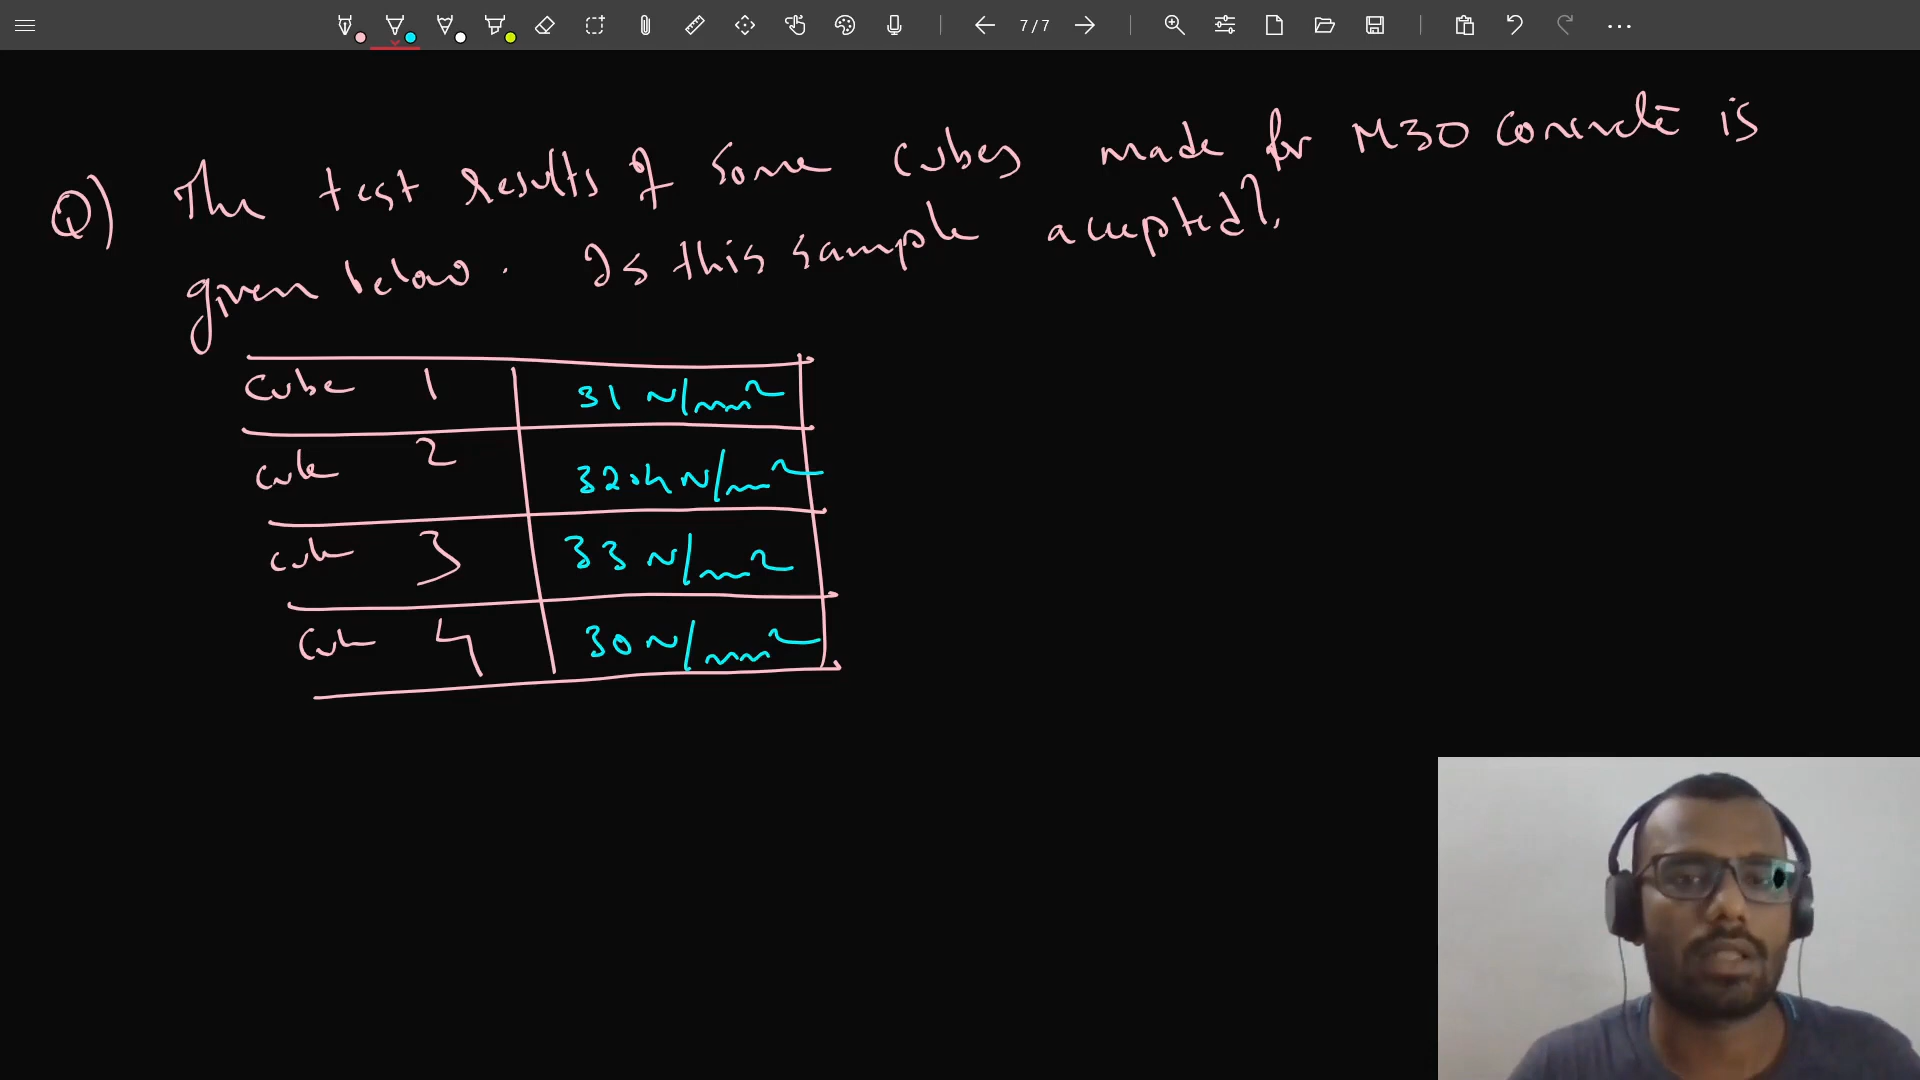 7 / 7
Q) The test results of some cubes made for M30 concrete is
given below. Is this sample accepted?
Cube 1 31 N/mm²
cube 2 32.4 N/mm²
cube 3 33 N/mm²
Cube 4 30 N/mm²